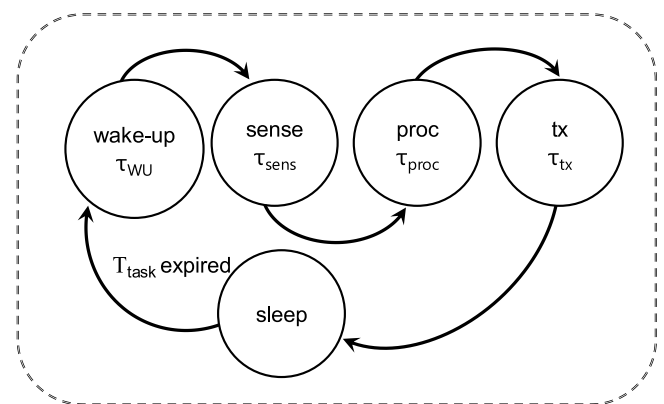 wake-up
τWU
sense
τsens
proc
τproc
tx
τtx
Ttask expired
sleep